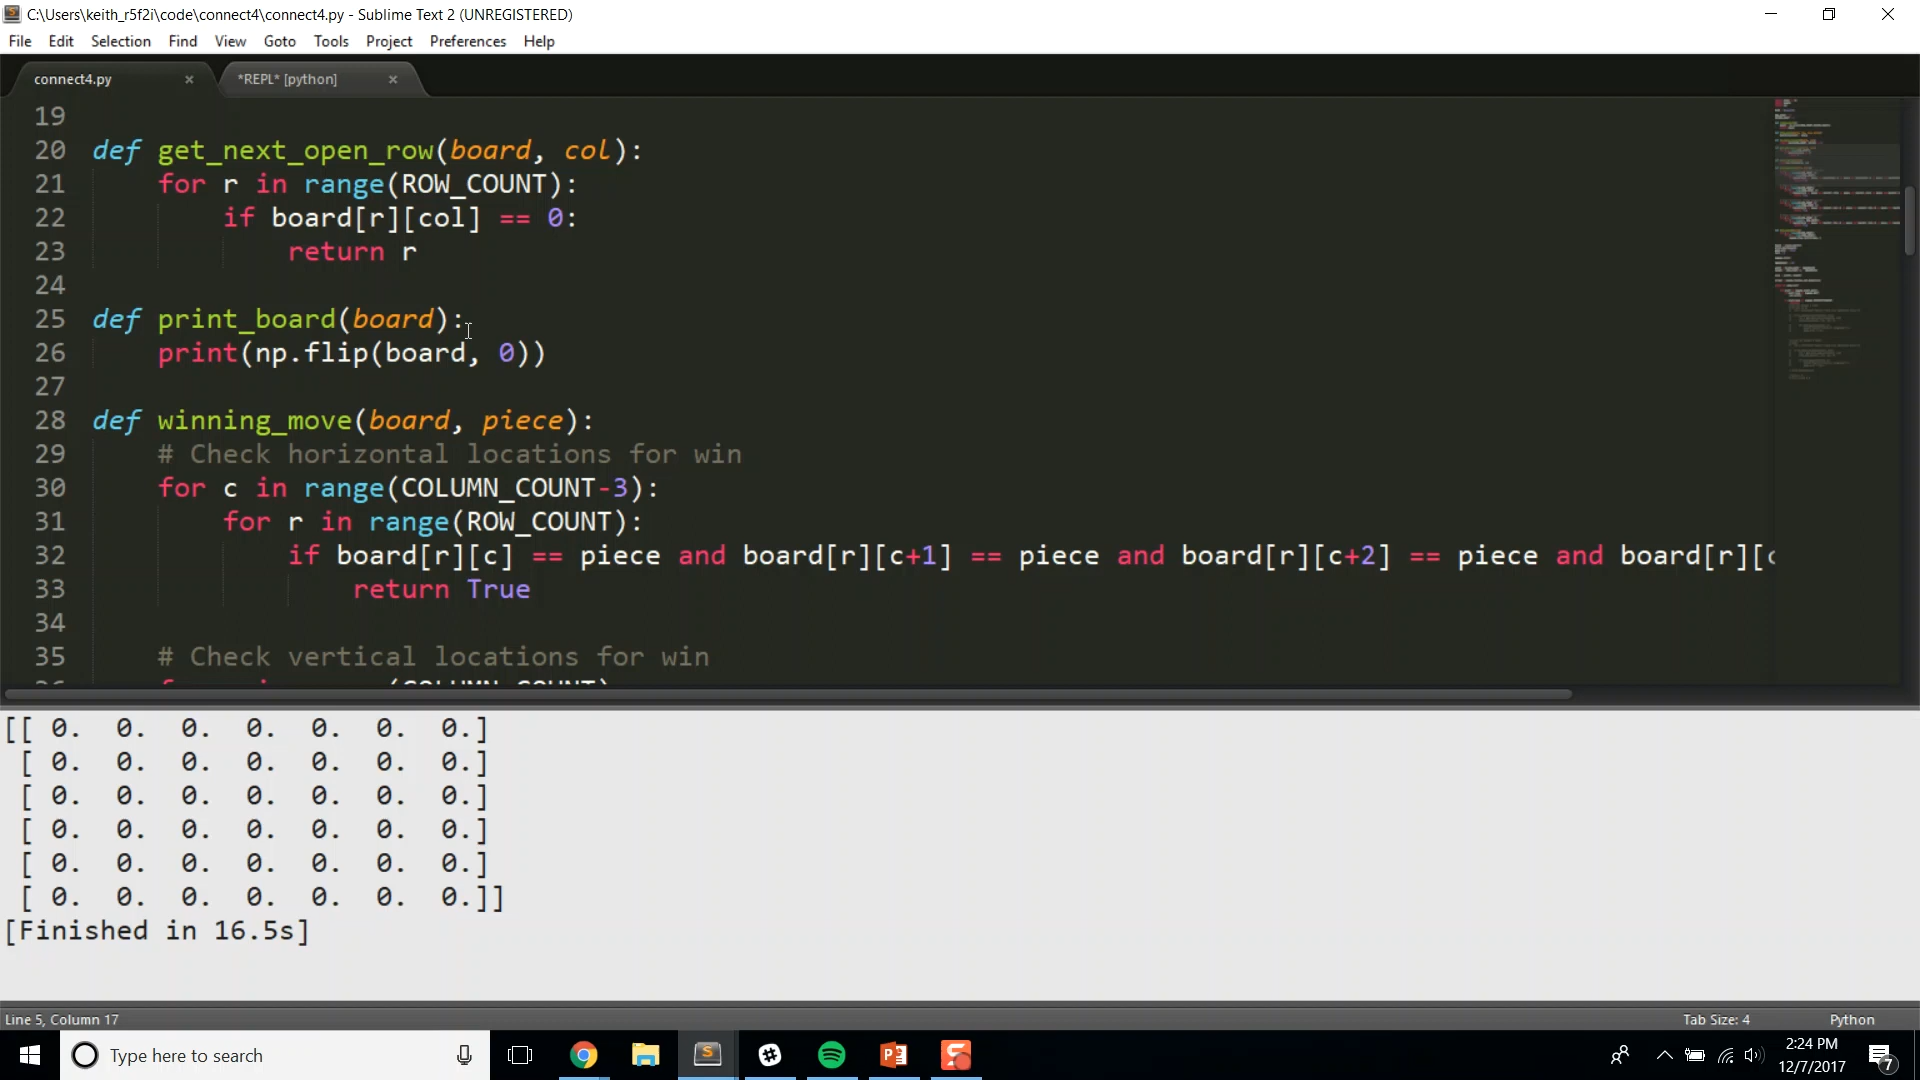 C:\Users\keith_r5f2i\code\connect4\connect4.py - Sublime Text 2 (UNREGISTERED)
File Edit Selection Find View Goto Tools Project Preferences Help
connect4.py × *REPL* [python] ×
19
20 def get_next_open_row(board, col):
21 for r in range(ROW_COUNT):
22 if board[r][col] == 0:
23 return r
24
25 def print_board(board):
26 print(np.flip(board, 0))
27
28 def winning_move(board, piece):
29 # Check horizontal locations for win
30 for c in range(COLUMN_COUNT-3):
31 for r in range(ROW_COUNT):
32 if board[r][c] == piece and board[r][c+1] == piece and board[r][c+2] == piece and board[r][c
33 return True
34
35 # Check vertical locations for win
[[ 0. 0. 0. 0. 0. 0. 0.]
[ 0. 0. 0. 0. 0. 0. 0.]
[ 0. 0. 0. 0. 0. 0. 0.]
[ 0. 0. 0. 0. 0. 0. 0.]
[ 0. 0. 0. 0. 0. 0. 0.]
[ 0. 0. 0. 0. 0. 0. 0.]]
[Finished in 16.5s]
Line 5, Column 17 Tab Size: 4 Python
Type here to search
2:24 PM
12/7/2017
7